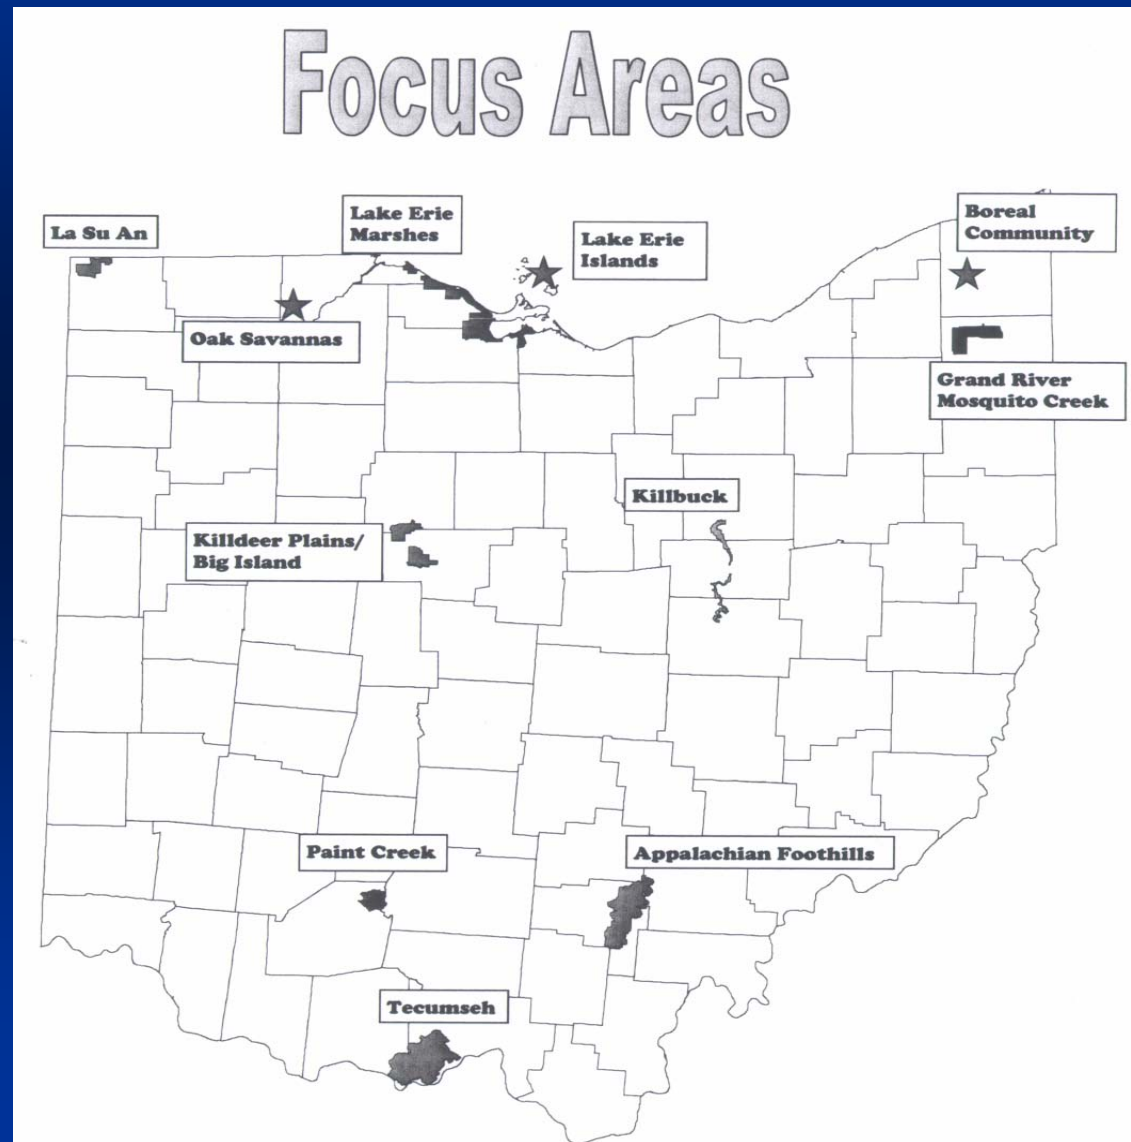 Focus Areas
La Su An
Lake Erie
Marshes
Lake Erie
Islands
Boreal
Community
Oak Savannas
Grand River
Mosquito Creek
Killbuck
Killdeer Plains/
Big Island
Paint Creek
Appalachian Foothills
Tecumseh